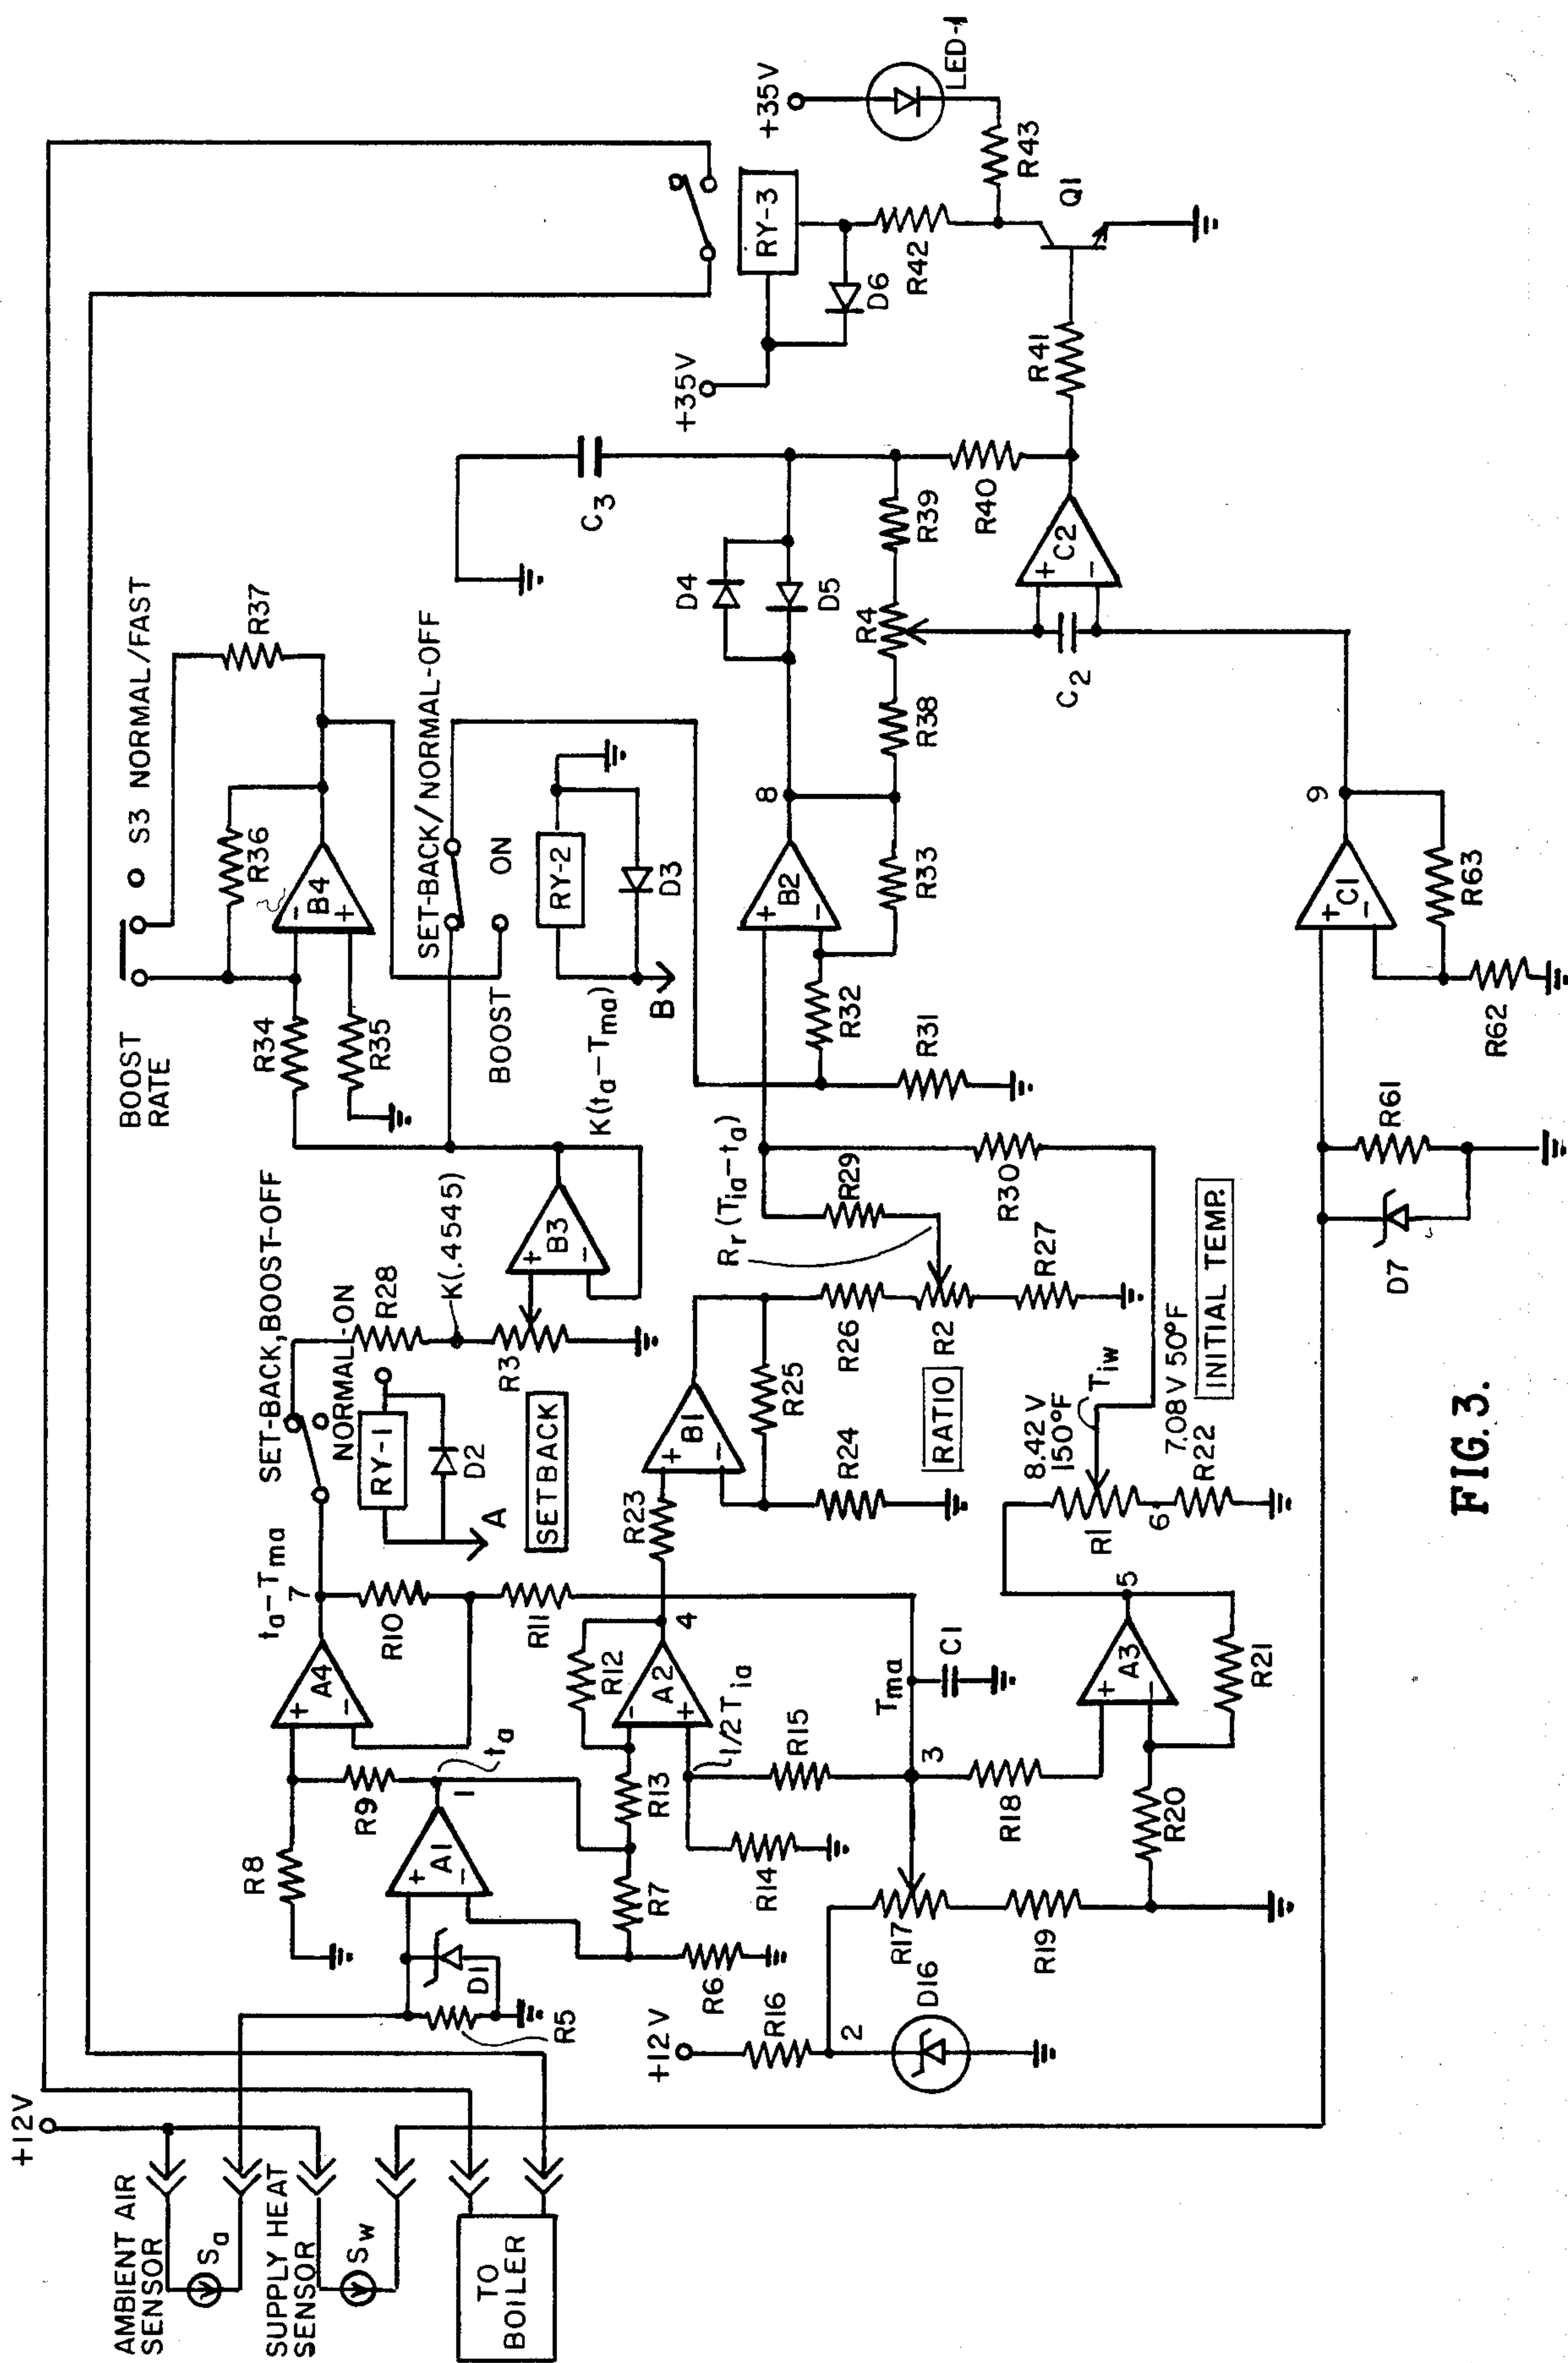 +12V
AMBIENT AIR
SENSOR
Sa
SUPPLY HEAT
SENSOR
Sw
TO
BOILER
BOOST
RATE
S3 NORMAL/FAST
R37
R36
B4
-
+
R34
R35
SET-BACK/NORMAL-OFF
BOOST
ON
RY-2
D3
B
K(ta-Tma)
SET-BACK, BOOST-OFF
NORMAL-ON
R28
K(.4545)
RY-1
D2
A
R3
SETBACK
B3
+
-
ta-Tma
7
R10
R11
A4
+
-
R8
R9
ta
1
A1
+
-
D1
R5
R6
R7
R13
R12
A2
-
+
4
1/2 Tia
R14
R15
R23
B1
+
-
R25
R24
R26
R2
RATIO
R27
R29
Rr(Tia-ta)
R30
B2
+
-
8
R32
R31
R33
R38
R4
R39
D4
D5
C3
R40
C2
+
-
C2
R41
Q1
R42
R43
D6
RY-3
+35V
+35V
LED-1
+12V
R16
2
D16
R17
R19
Tma
C1
3
R18
R20
A3
+
-
R21
5
R1
6
R22
8.42 V
150°F
Tiw
7.08 V 50°F
INITIAL TEMP.
C1
+
-
9
R63
R62
R61
D7
FIG. 3.